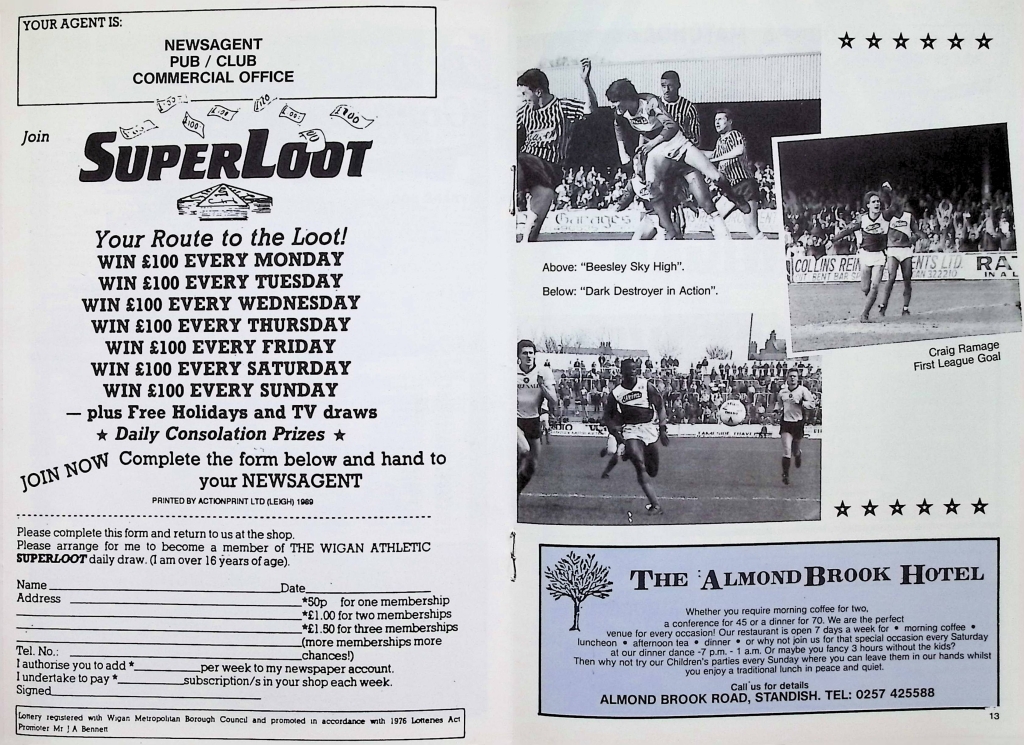 YOUR AGENT IS:
NEWSAGENT
PUB / CLUB
COMMERCIAL OFFICE
Join
SUPERLOOT
Your Route to the Loot!
WIN £100 EVERY MONDAY
WIN £100 EVERY TUESDAY
WIN £100 EVERY WEDNESDAY
WIN £100 EVERY THURSDAY
WIN £100 EVERY FRIDAY
WIN £100 EVERY SATURDAY
WIN £100 EVERY SUNDAY
— plus Free Holidays and TV draws
★ Daily Consolation Prizes ★
JOIN NOW Complete the form below and hand to
your NEWSAGENT
PRINTED BY ACTIONPRINT LTD (LEIGH) 1989
Please complete this form and return to us at the shop.
Please arrange for me to become a member of THE WIGAN ATHLETIC
SUPERLOOT daily draw. (I am over 16 years of age).
Name Date
Address *50p for one membership
*£1.00 for two memberships
*£1.50 for three memberships
(more memberships more
Tel. No.: chances!)
I authorise you to add * per week to my newspaper account.
I undertake to pay * subscription/s in your shop each week.
Signed
Lottery registered with Wigan Metropolitan Borough Council and promoted in accordance with 1976 Lotteries Act
Promoter Mr J A Bennett
Garages
COLLINS REIN ENTS LTD.
RA
Above: "Beesley Sky High".
Below: "Dark Destroyer in Action".
Craig Ramage
First League Goal
THE ALMOND BROOK HOTEL
Whether you require morning coffee for two,
a conference for 45 or a dinner for 70. We are the perfect
venue for every occasion! Our restaurant is open 7 days a week for • morning coffee •
luncheon • afternoon tea • dinner • or why not join us for that special occasion every Saturday
at our dinner dance -7 p.m. - 1 a.m. Or maybe you fancy 3 hours without the kids?
Then why not try our Children's parties every Sunday where you can leave them in our hands whilst
you enjoy a traditional lunch in peace and quiet.
Call us for details
ALMOND BROOK ROAD, STANDISH. TEL: 0257 425588
13